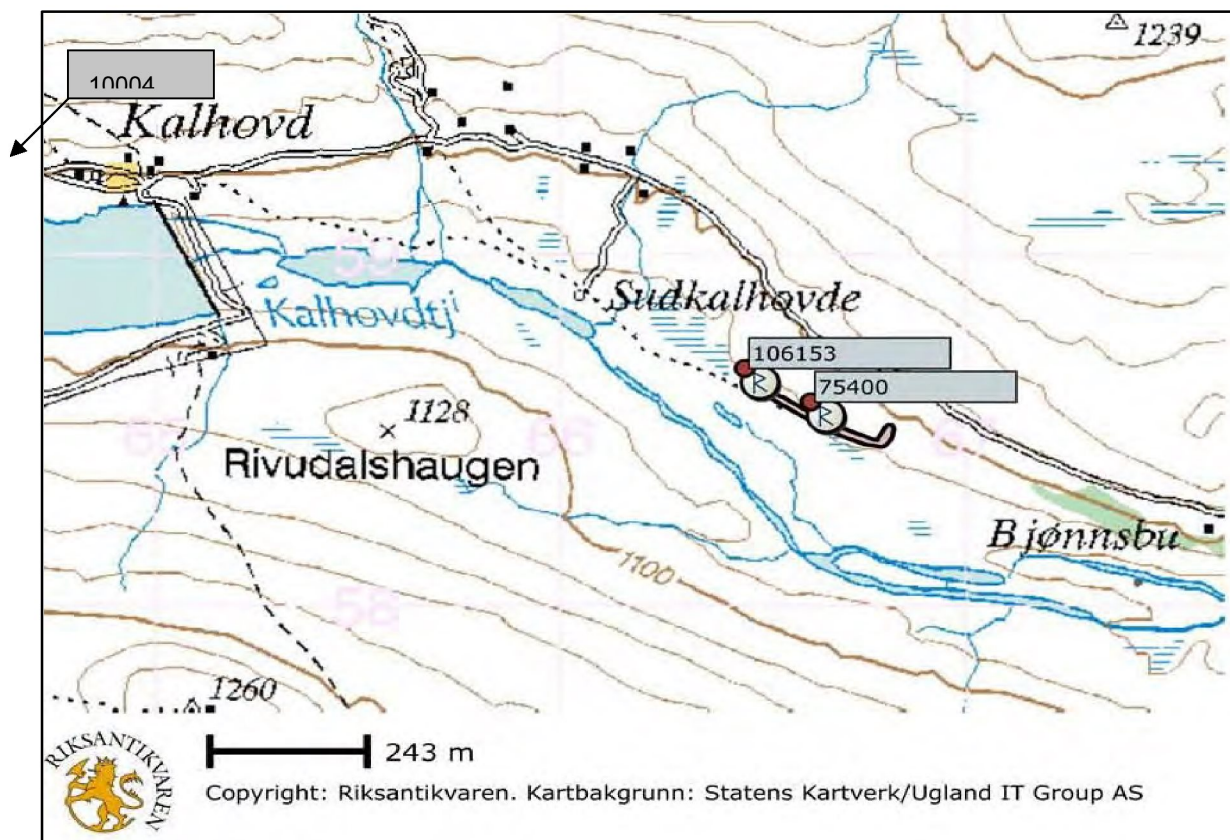 1239
10004
Kalhovd
59
Kalhovdtj
Sudkalhovde
106153
75400
1128
66
Rivudalshaugen
Bjønnsbu
1100
58
1260
RIKSANTIKVAREN
243 m
Copyright: Riksantikvaren. Kartbakgrunn: Statens Kartverk/Ugland IT Group AS